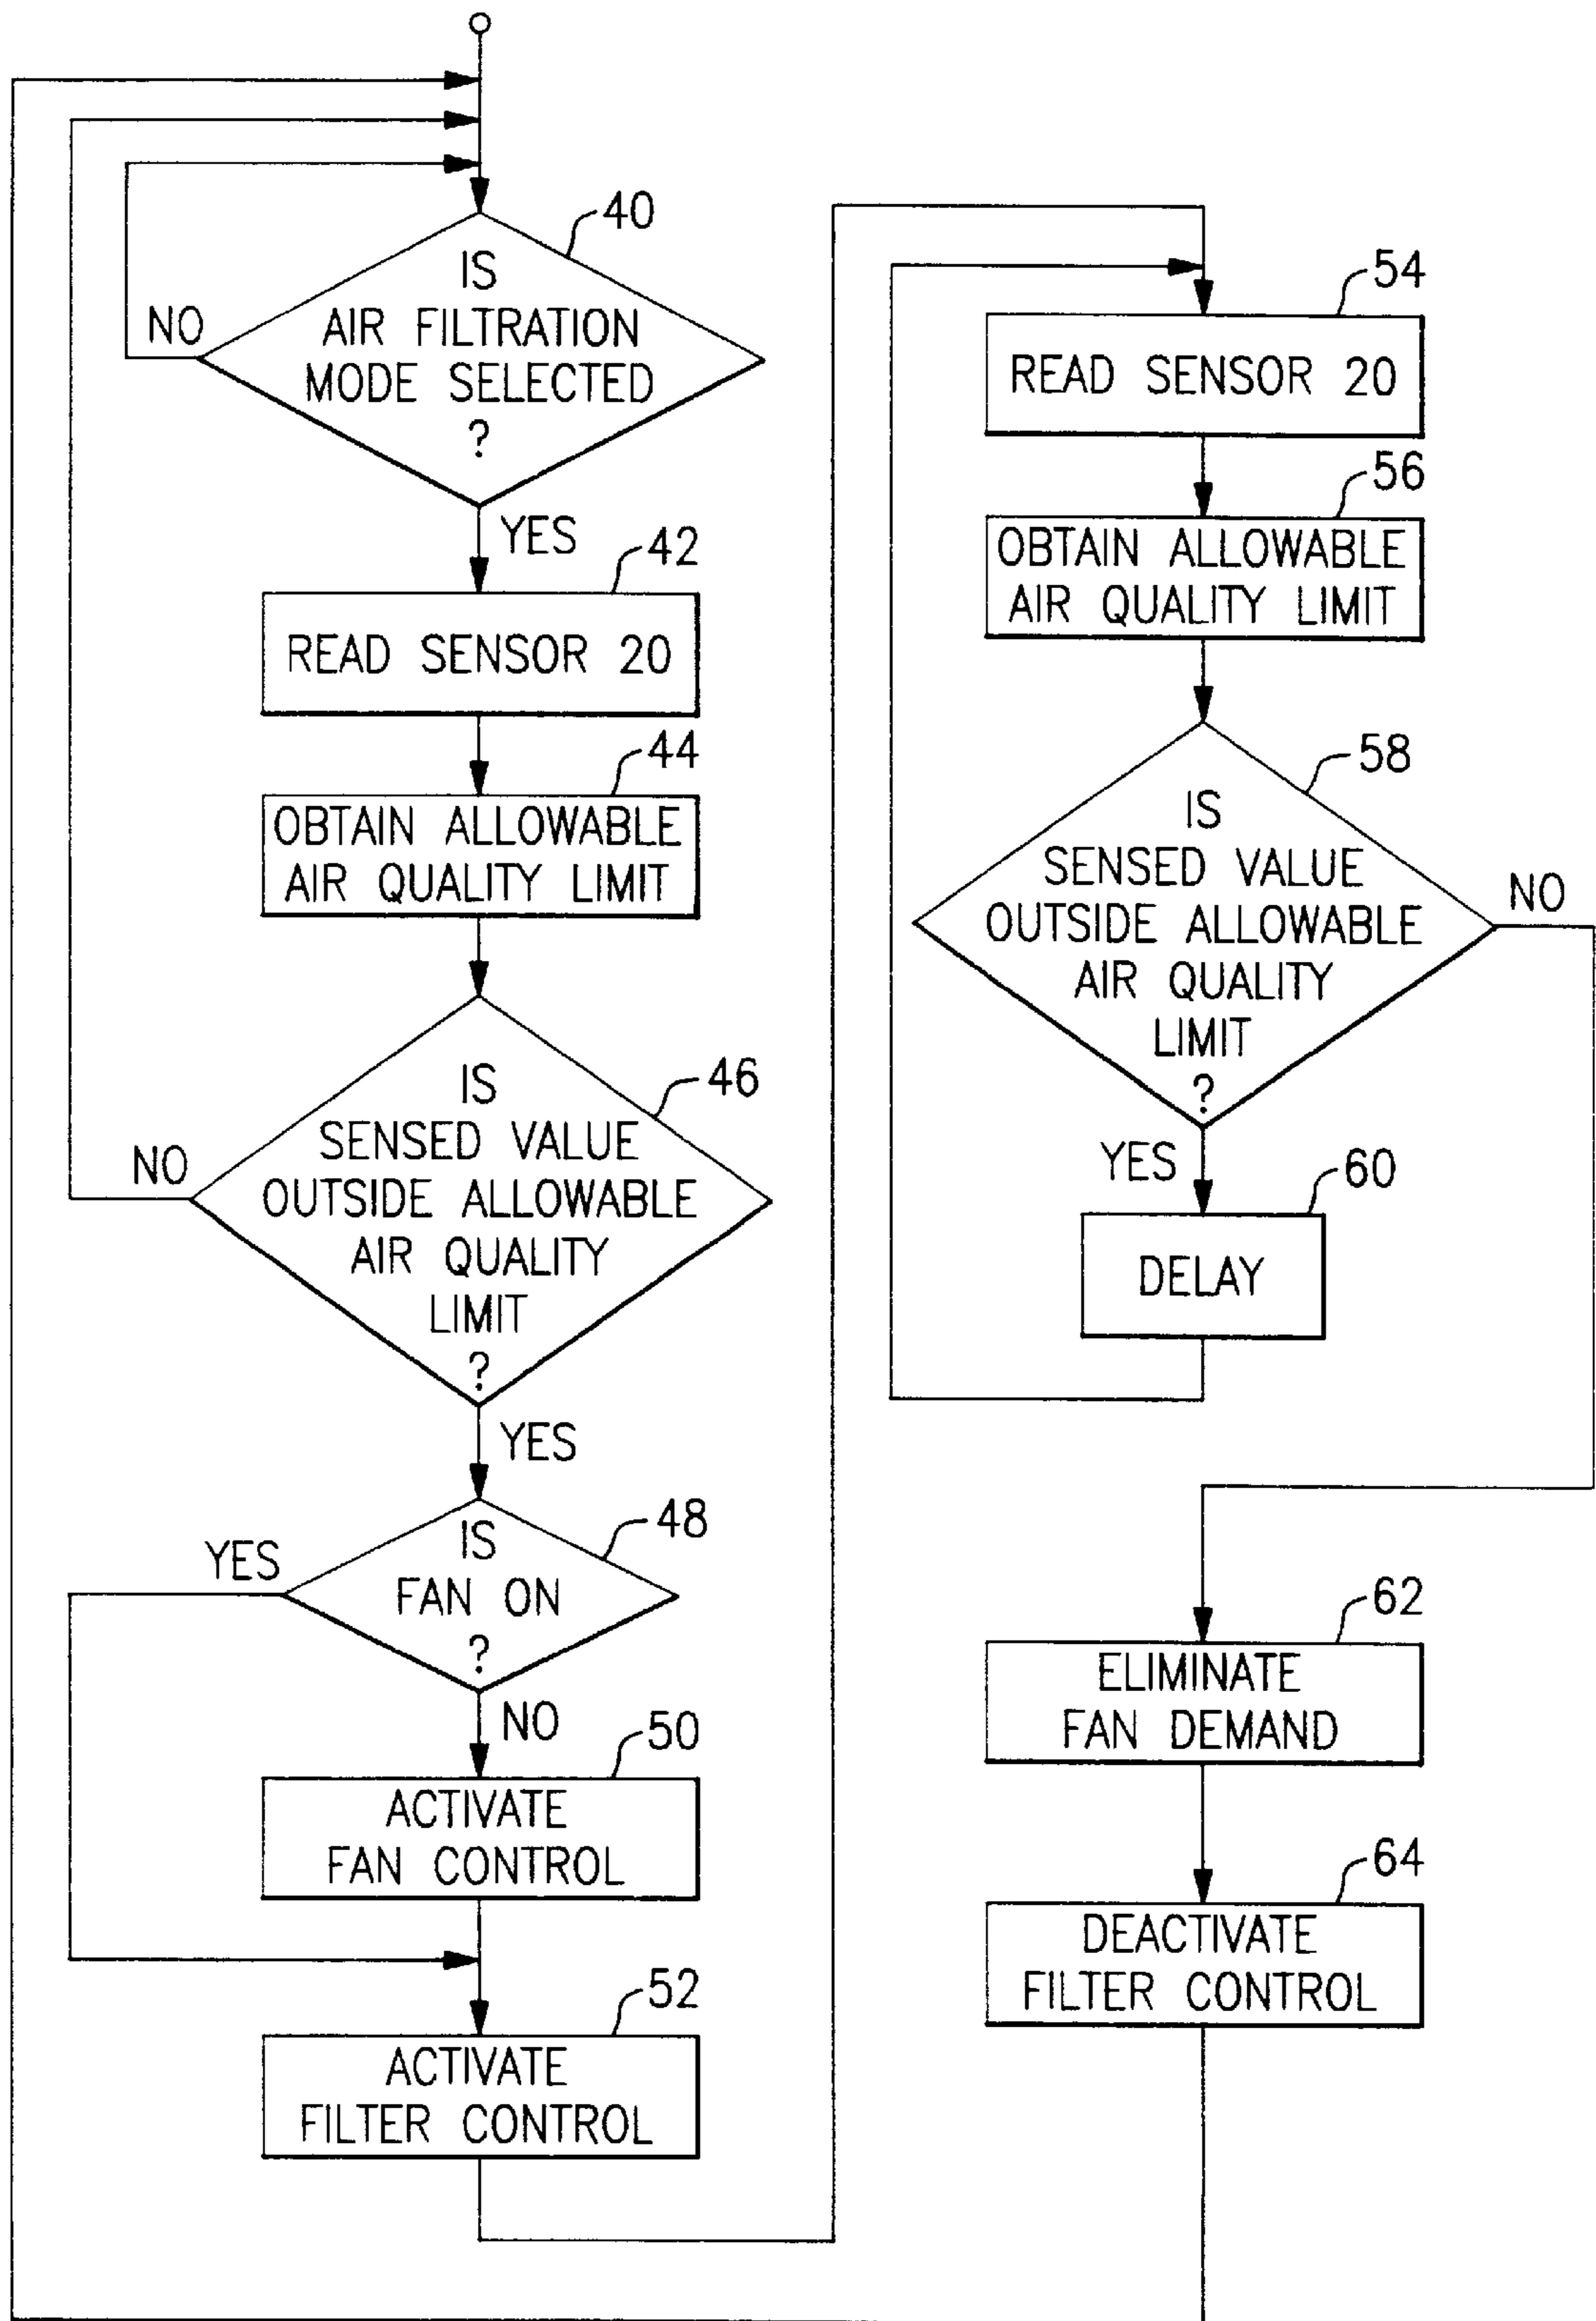 40
IS
AIR FILTRATION
MODE SELECTED
?
NO
YES
42
READ SENSOR 20
44
OBTAIN ALLOWABLE
AIR QUALITY LIMIT
46
IS
SENSED VALUE
OUTSIDE ALLOWABLE
AIR QUALITY
LIMIT
?
NO
YES
48
IS
FAN ON
?
YES
NO
50
ACTIVATE
FAN CONTROL
52
ACTIVATE
FILTER CONTROL
54
READ SENSOR 20
56
OBTAIN ALLOWABLE
AIR QUALITY LIMIT
58
IS
SENSED VALUE
OUTSIDE ALLOWABLE
AIR QUALITY
LIMIT
?
NO
YES
60
DELAY
62
ELIMINATE
FAN DEMAND
64
DEACTIVATE
FILTER CONTROL